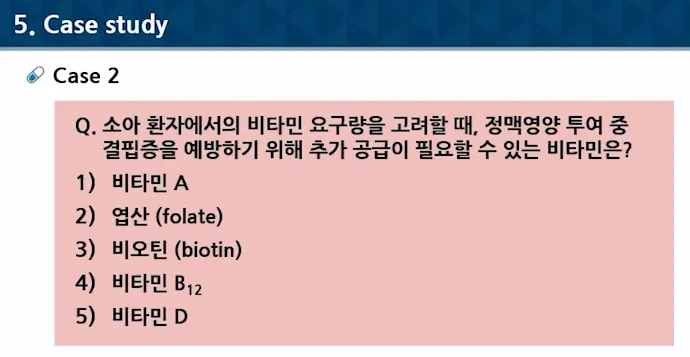 5. Case study
Case 2
Q. 소아 환자에서의 비타민 요구량을 고려할 때, 정맥영양 투여 중
결핍증을 예방하기 위해 추가 공급이 필요할 수 있는 비타민은?
1) 비타민 A
2) 엽산 (folate)
3) 비오틴 (biotin)
4) 비타민 B₁₂
5) 비타민 D